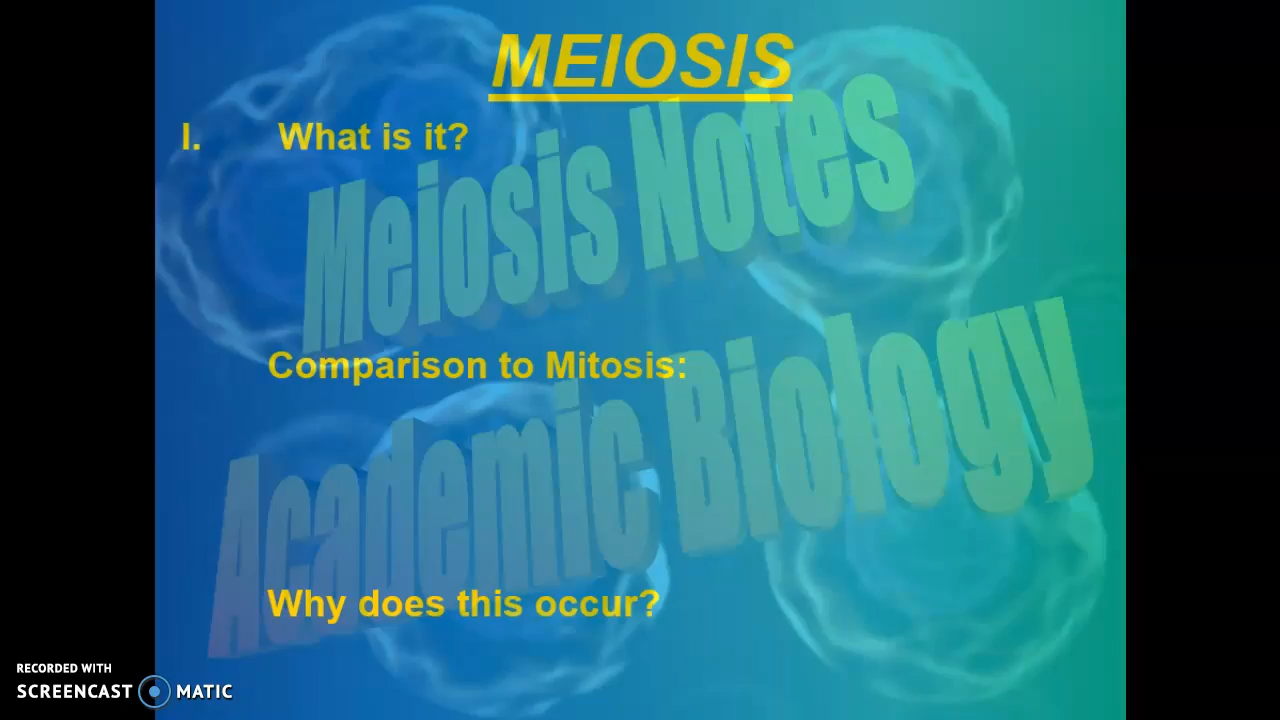 MEIOSIS
I. What is it?
Meiosis Notes
Comparison to Mitosis:
Academic Biology
Why does this occur?
RECORDED WITH
SCREENCAST MATIC